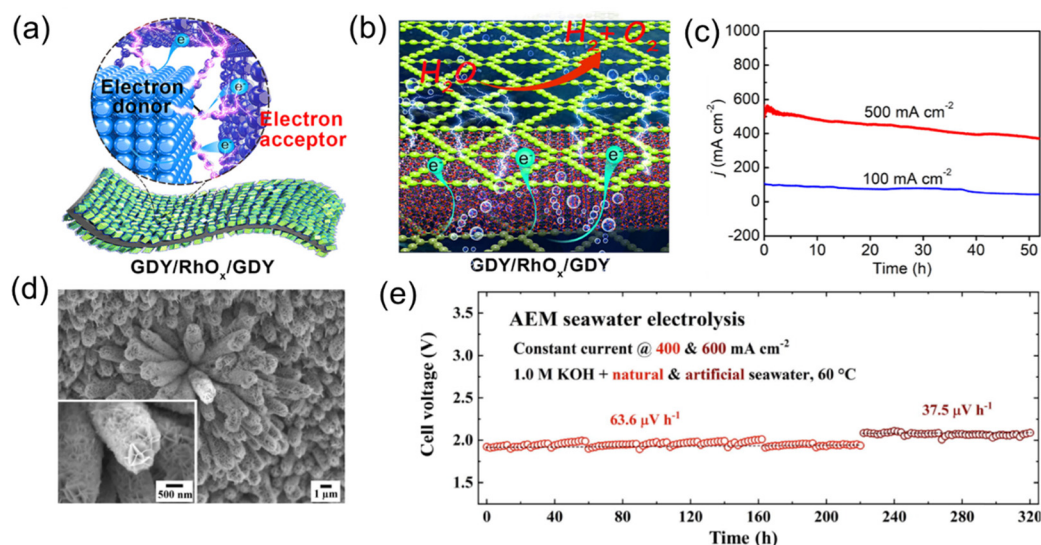 (a)
Electron
donor
e
e
e
Electron
acceptor
GDY/RhOₓ/GDY
(b)
H₂O
H₂+ O₂
e
e
e
GDY/RhOₓ/GDY
(c)
1000
800
600
400
200
0
-200
j (mA cm⁻²)
500 mA cm⁻²
100 mA cm⁻²
0 10 20 30 40 50
Time (h)
(d)
500 nm
1 µm
(e)
3.5
3.0
2.5
2.0
1.5
Cell voltage (V)
AEM seawater electrolysis
Constant current @ 400 & 600 mA cm⁻²
1.0 M KOH + natural & artificial seawater, 60 °C
63.6 µV h⁻¹
37.5 µV h⁻¹
0 40 80 120 160 200 240 280 320
Time (h)